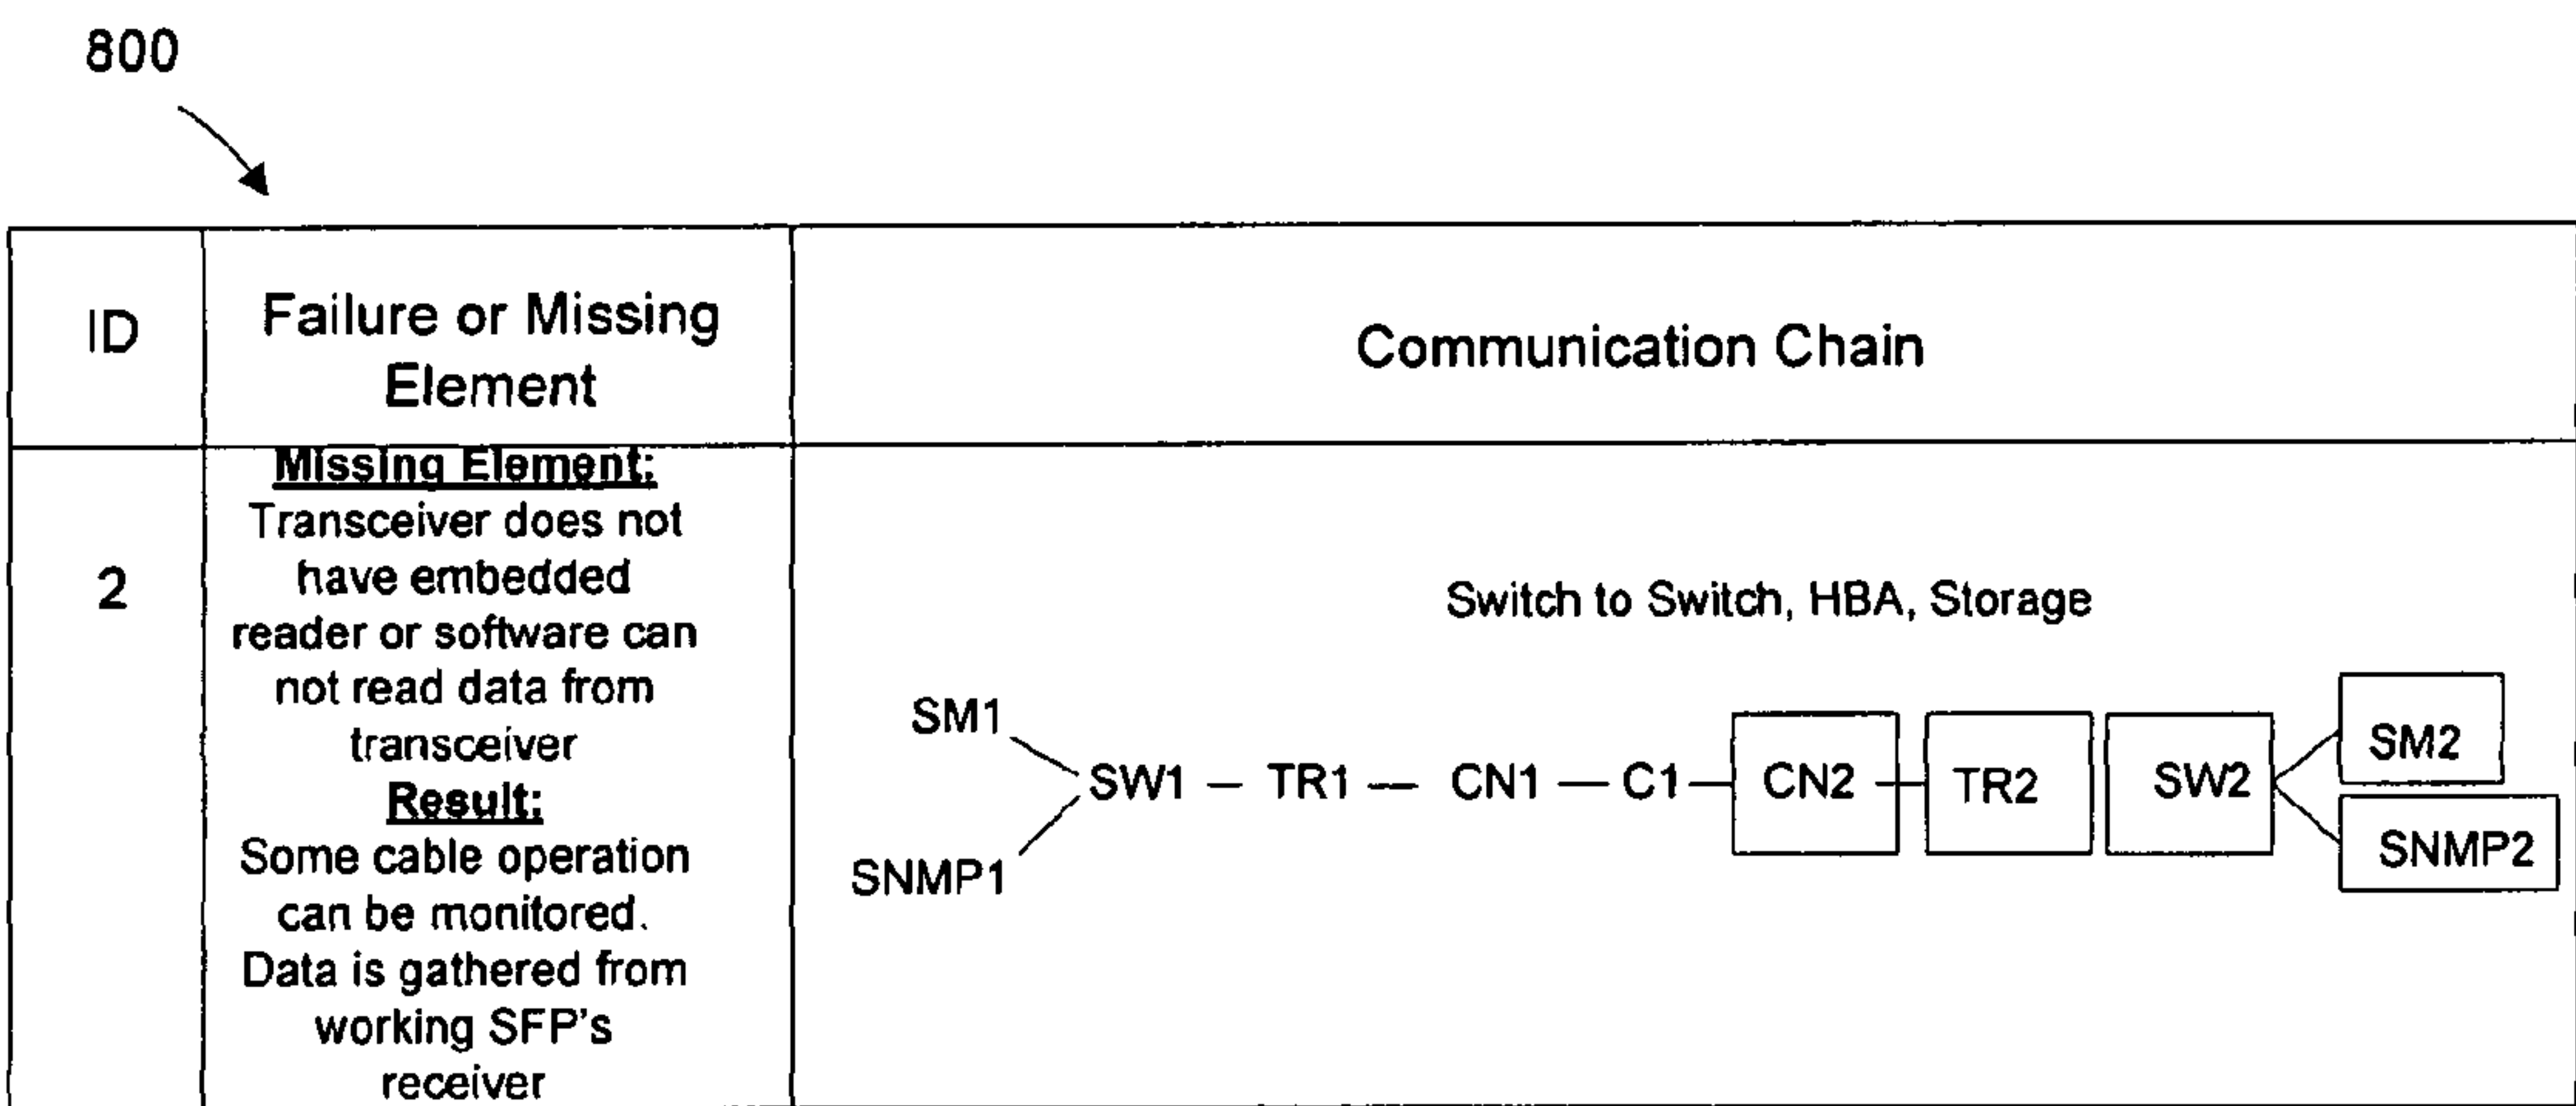 800
ID
Failure or Missing
Element
Communication Chain
2
Missing Element:
Transceiver does not
have embedded
reader or software can
not read data from
transceiver
Result:
Some cable operation
can be monitored.
Data is gathered from
working SFP's
receiver
Switch to Switch, HBA, Storage
SM1
SNMP1
SW1 — TR1 — CN1 — C1 — CN2 — TR2 SW2
SM2
SNMP2